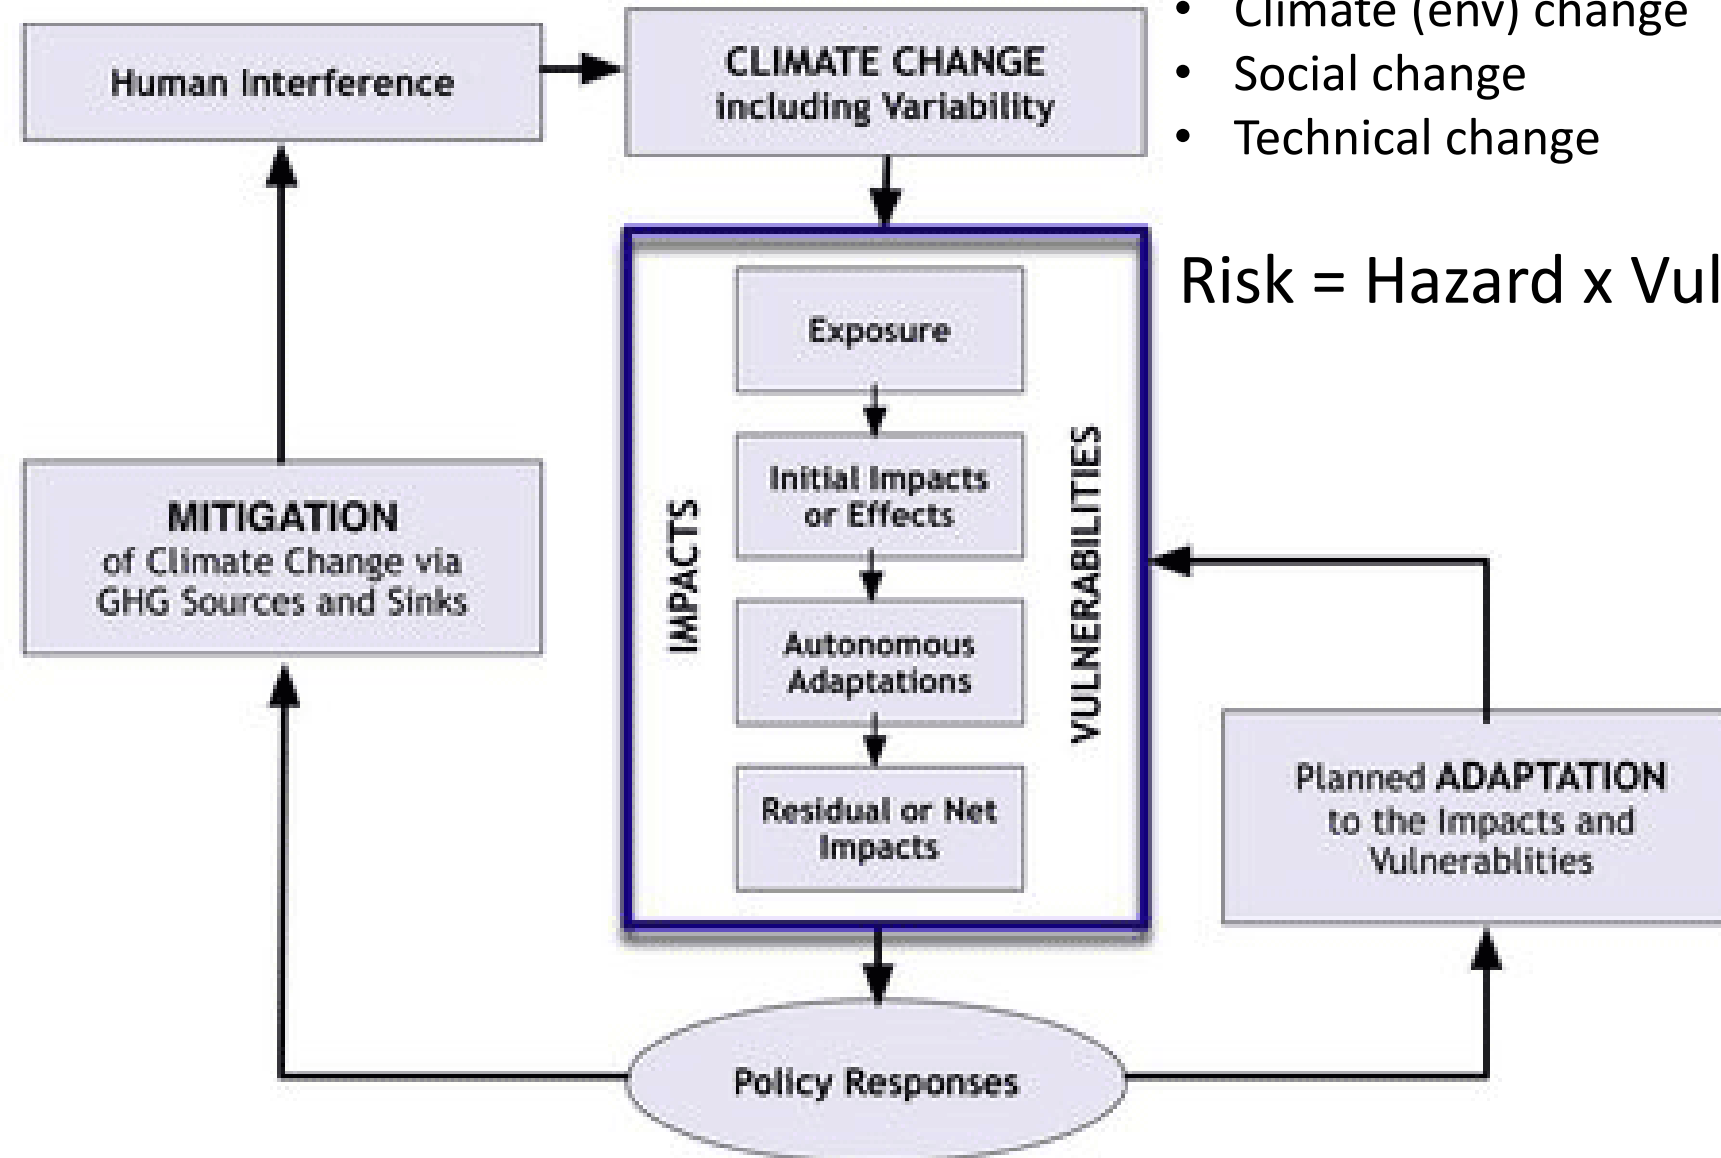 Human Interference
CLIMATE CHANGE
including Variability
• Climate (env) change
• Social change
• Technical change
Risk = Hazard x Vul
IMPACTS
Exposure
Initial Impacts
or Effects
Autonomous
Adaptations
Residual or Net
Impacts
VULNERABILITIES
MITIGATION
of Climate Change via
GHG Sources and Sinks
Planned ADAPTATION
to the Impacts and
Vulnerablities
Policy Responses